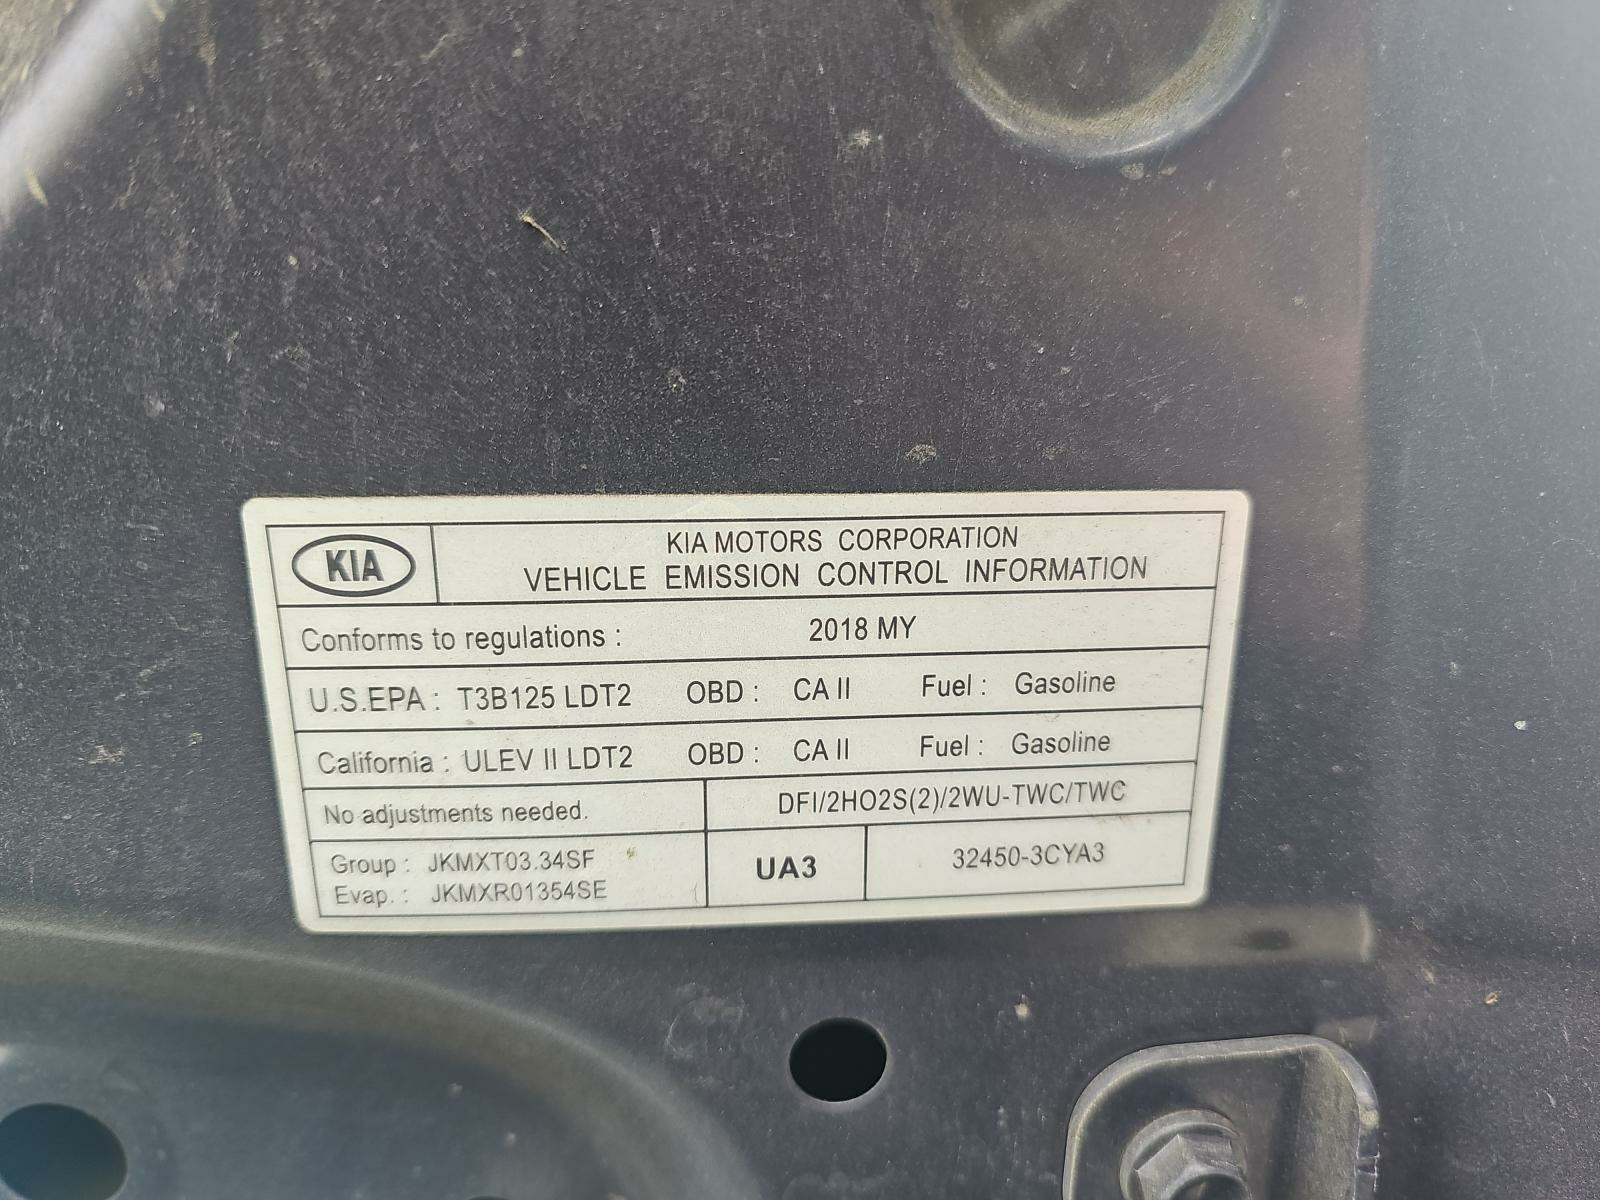 KIA
KIA MOTORS CORPORATION
VEHICLE EMISSION CONTROL INFORMATION
Conforms to regulations : 2018 MY
U.S.EPA : T3B125 LDT2 OBD : CA II Fuel : Gasoline
California : ULEV II LDT2 OBD : CA II Fuel : Gasoline
No adjustments needed. DFI/2HO2S(2)/2WU-TWC/TWC
Group : JKMXT03.34SF
Evap. : JKMXR01354SE
UA3
32450-3CYA3